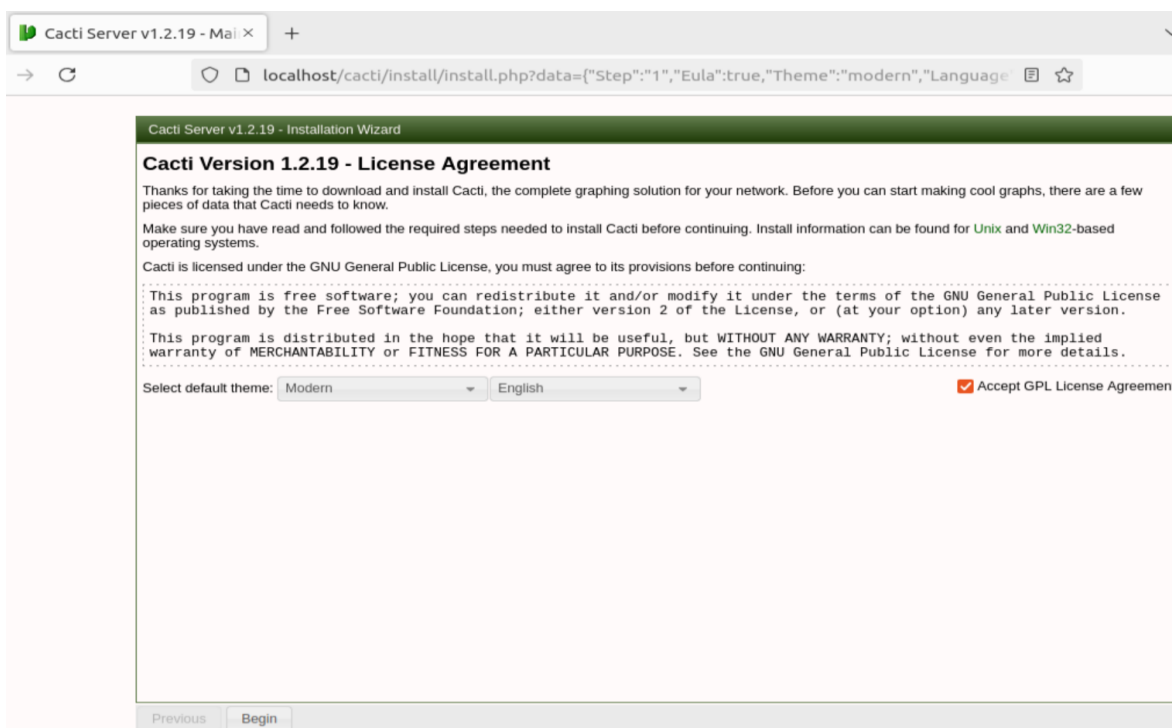 Cacti Server v1.2.19 - Mai
localhost/cacti/install/install.php?data={"Step":"1","Eula":true,"Theme":"modern","Language"
Cacti Server v1.2.19 - Installation Wizard
Cacti Version 1.2.19 - License Agreement
Thanks for taking the time to download and install Cacti, the complete graphing solution for your network. Before you can start making cool graphs, there are a few
pieces of data that Cacti needs to know.
Make sure you have read and followed the required steps needed to install Cacti before continuing. Install information can be found for Unix and Win32-based
operating systems.
Cacti is licensed under the GNU General Public License, you must agree to its provisions before continuing:
This program is free software; you can redistribute it and/or modify it under the terms of the GNU General Public License
as published by the Free Software Foundation; either version 2 of the License, or (at your option) any later version.
This program is distributed in the hope that it will be useful, but WITHOUT ANY WARRANTY; without even the implied
warranty of MERCHANTABILITY or FITNESS FOR A PARTICULAR PURPOSE. See the GNU General Public License for more details.
Select default theme: Modern English Accept GPL License Agreemen
Previous Begin